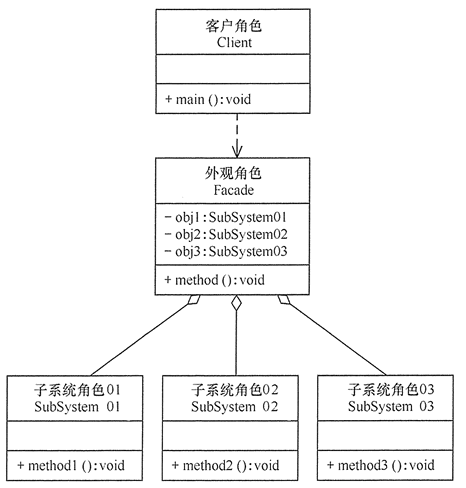 客户角色
Client
+ main():void
外观角色
Facade
- obj1:SubSystem01
- obj2:SubSystem02
- obj3:SubSystem03
+ method():void
子系统角色01
SubSystem 01
+ method1():void
子系统角色02
SubSystem 02
+ method2():void
子系统角色03
SubSystem 03
+ method3():void